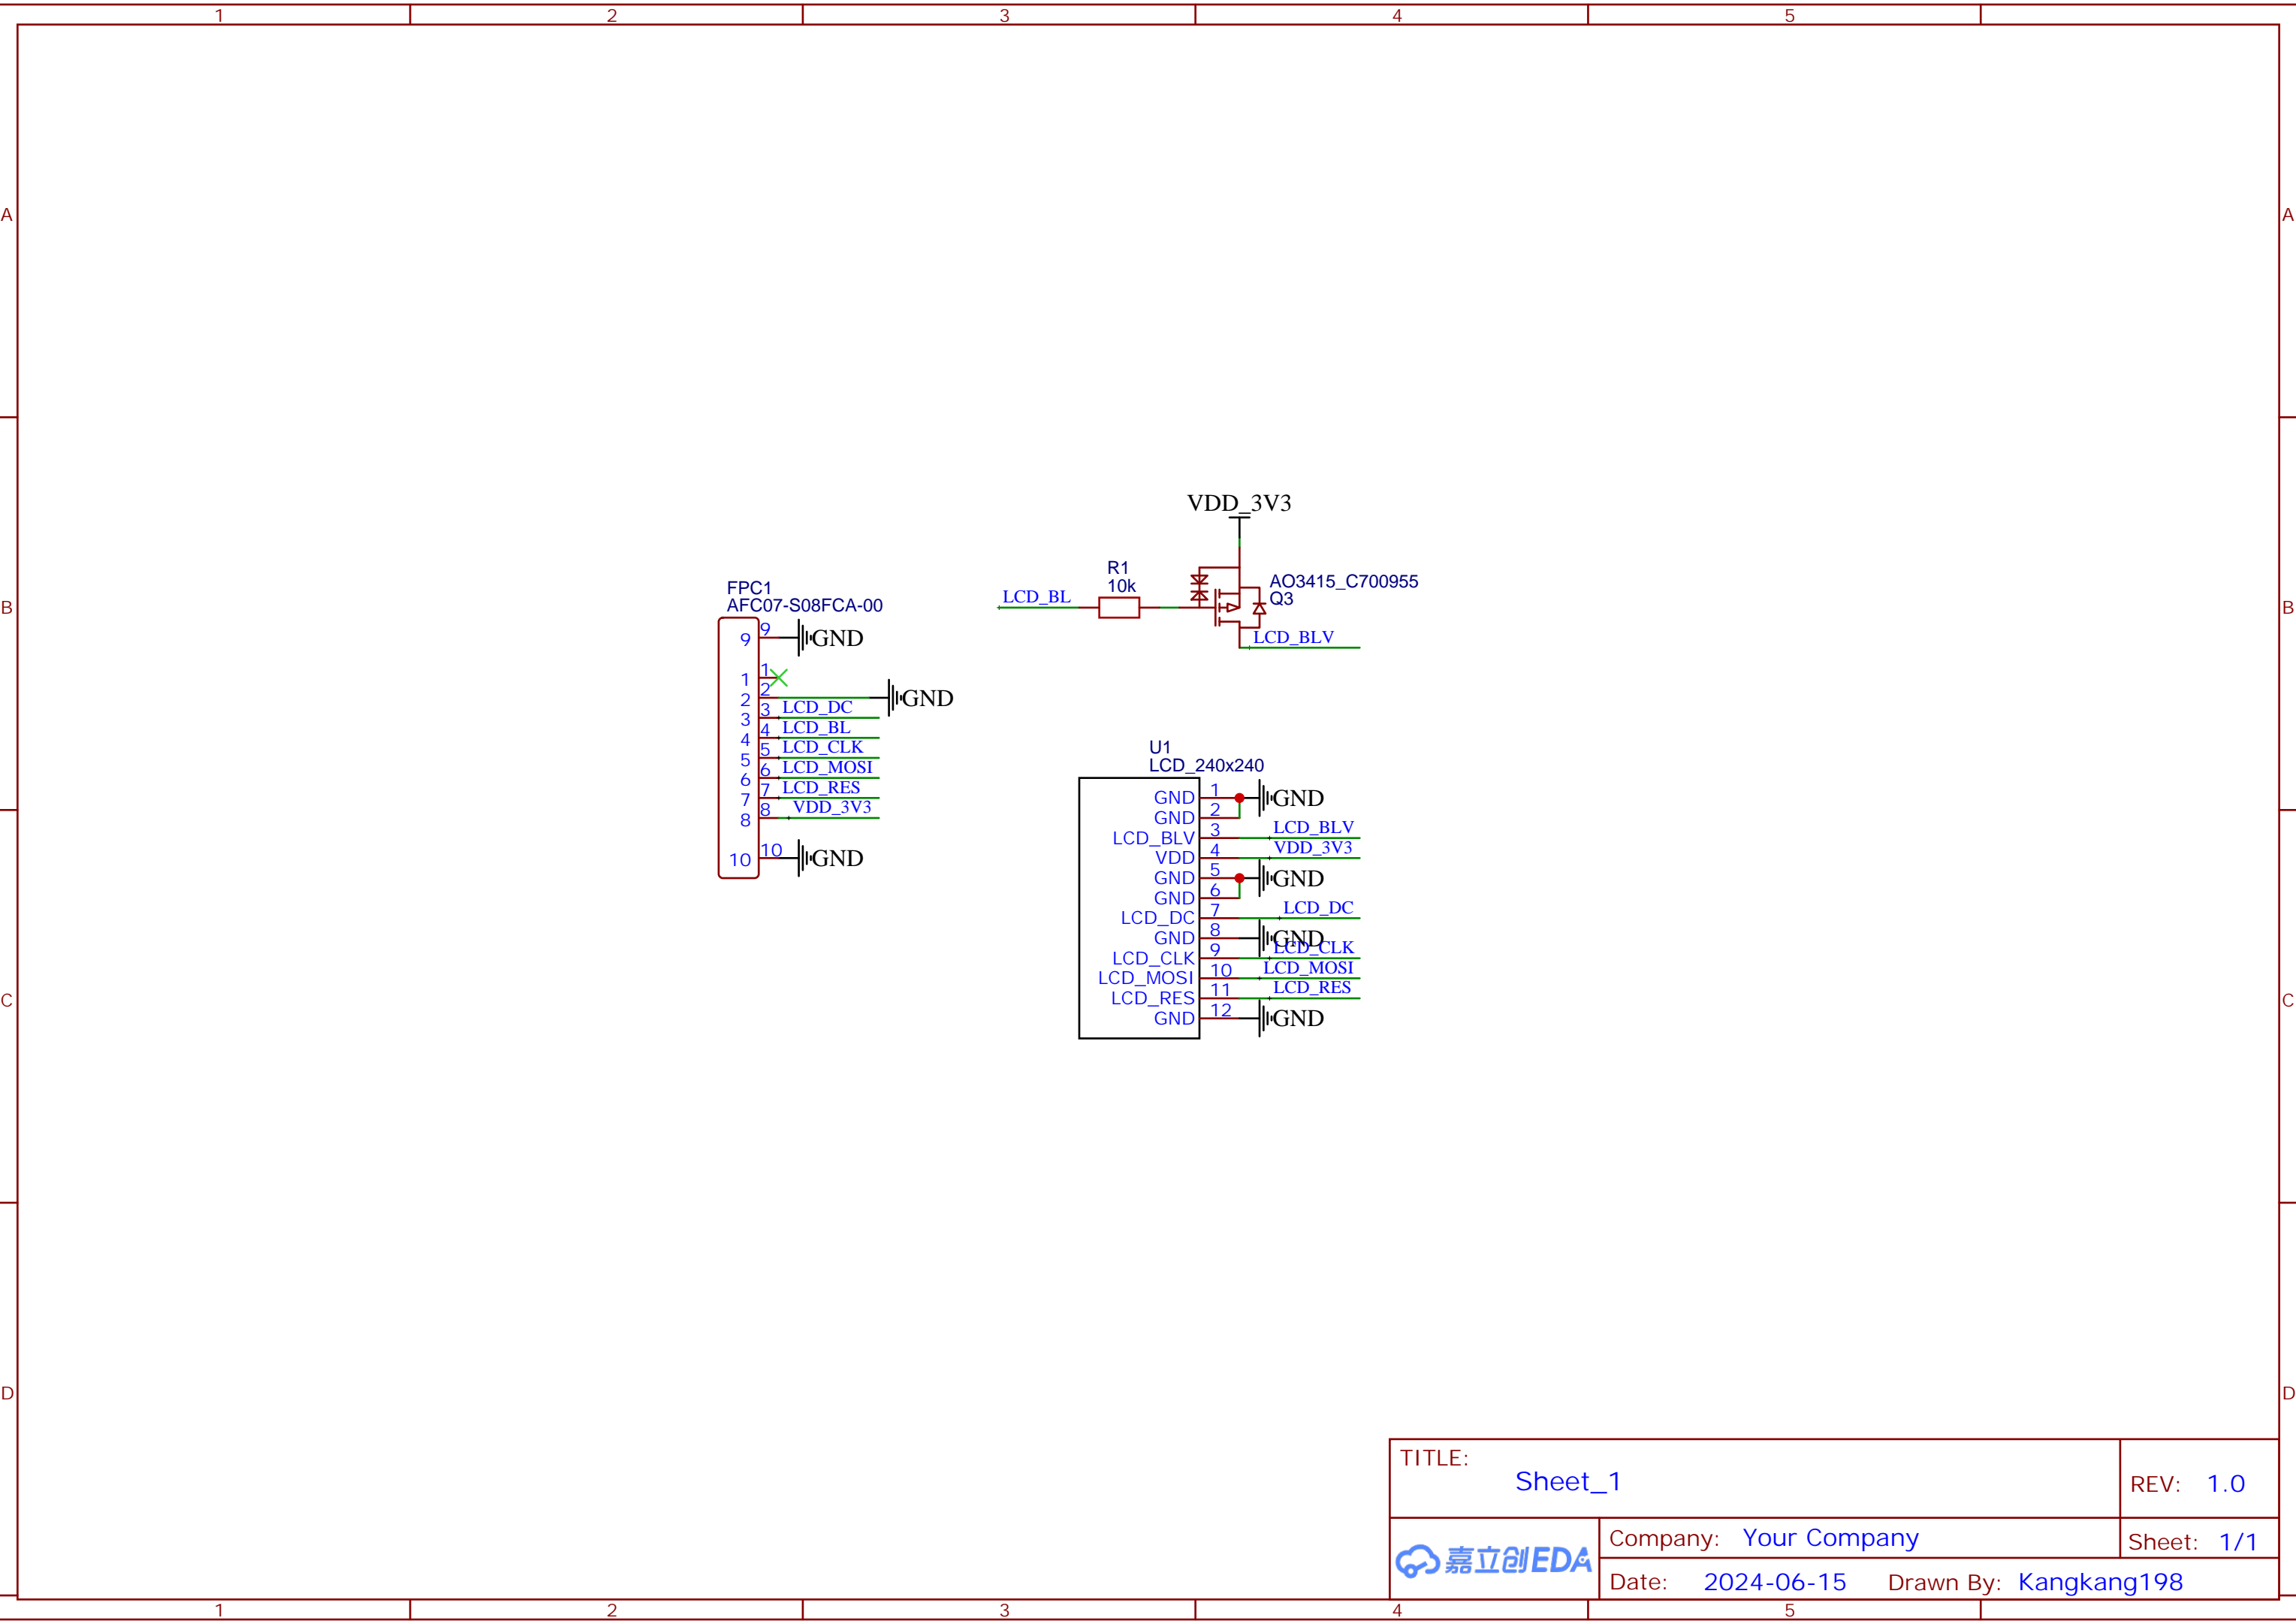 1 2 3 4 5
A A
VDD_3V3
R1
10k
LCD_BL
AO3415_C700955
Q3
LCD_BLV
B B
FPC1
AFC07-S08FCA-00
9 9 GND
1 1
2 2 GND
3 3 LCD_DC
4 4 LCD_BL
5 5 LCD_CLK
6 6 LCD_MOSI
7 7 LCD_RES
8 8 VDD_3V3
10 10 GND
U1
LCD_240x240
GND 1 GND
GND 2
LCD_BLV 3 LCD_BLV
VDD 4 VDD_3V3
GND 5 GND
GND 6
LCD_DC 7 LCD_DC
GND 8 GND
LCD_CLK 9 LCD_CLK
LCD_MOSI 10 LCD_MOSI
LCD_RES 11 LCD_RES
GND 12 GND
C C
D D
TITLE:
Sheet_1
REV: 1.0
嘉立创EDA
Company: Your Company
Sheet: 1/1
Date: 2024-06-15 Drawn By: Kangkang198
1 2 3 4 5